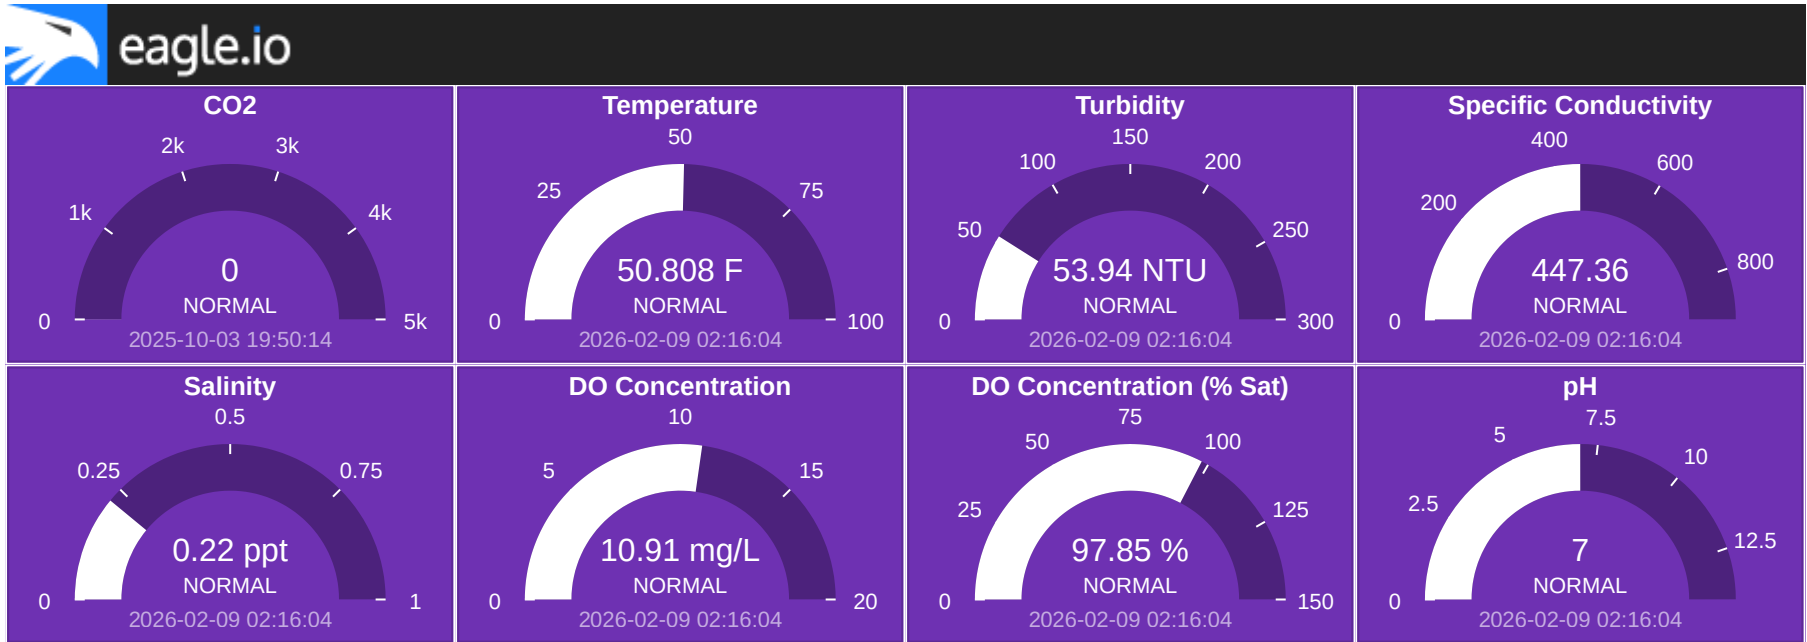 eagle.io
CO2
2k
3k
1k
4k
0
NORMAL
0
5k
2025-10-03 19:50:14
Temperature
50
25
75
50.808 F
NORMAL
0
100
2026-02-09 02:16:04
Turbidity
150
100
200
50
250
53.94 NTU
NORMAL
0
300
2026-02-09 02:16:04
Specific Conductivity
400
600
200
800
447.36
NORMAL
0
2026-02-09 02:16:04
Salinity
0.5
0.25
0.75
0.22 ppt
NORMAL
0
1
2026-02-09 02:16:04
DO Concentration
10
5
15
10.91 mg/L
NORMAL
0
20
2026-02-09 02:16:04
DO Concentration (% Sat)
75
50
100
25
125
97.85 %
NORMAL
0
150
2026-02-09 02:16:04
pH
7.5
5
10
2.5
12.5
7
NORMAL
0
2026-02-09 02:16:04